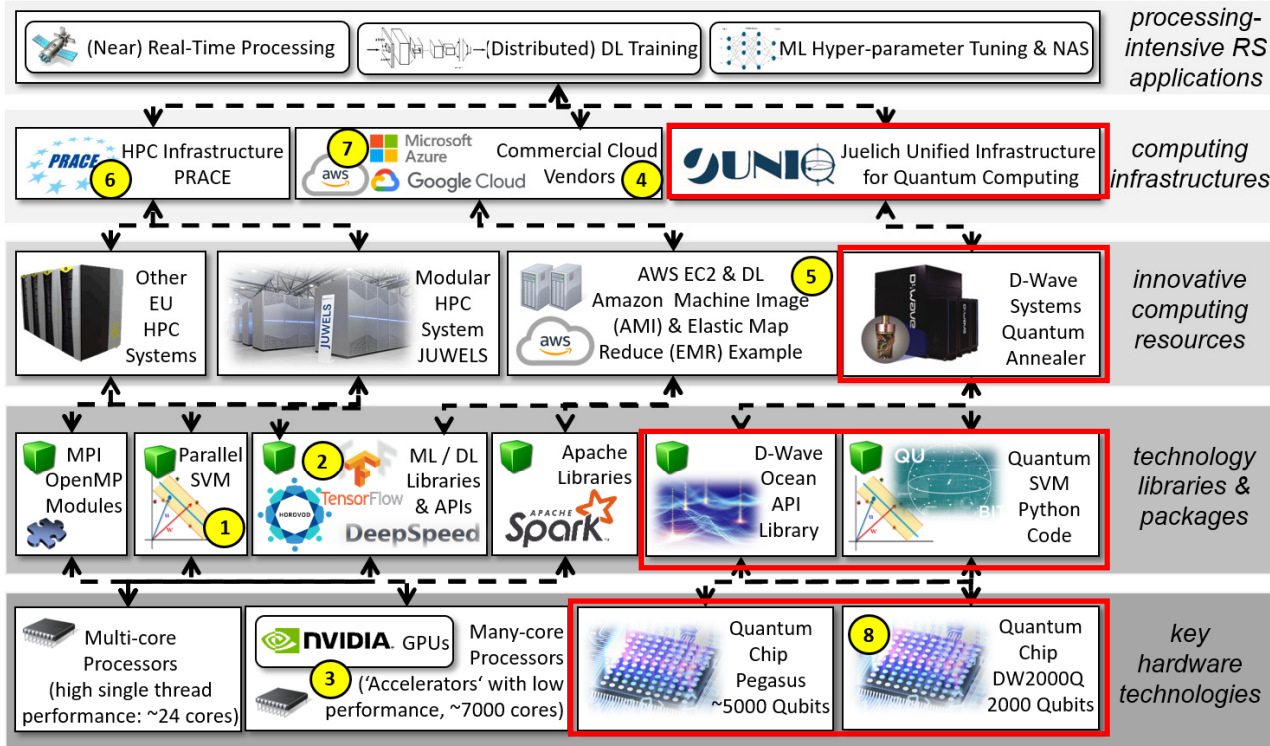 processing-
intensive RS
applications
(Near) Real-Time Processing
(Distributed) DL Training
ML Hyper-parameter Tuning & NAS
computing
infrastructures
PRACE
6
HPC Infrastructure
PRACE
7
aws
Microsoft
Azure
Google Cloud
Commercial Cloud
Vendors
4
JUNIQ
Juelich Unified Infrastructure
for Quantum Computing
innovative
computing
resources
Other
EU
HPC
Systems
JUWELS
Modular
HPC
System
JUWELS
aws
AWS EC2 & DL
Amazon Machine Image
(AMI) & Elastic Map
Reduce (EMR) Example
5
D-WAVE
D-Wave
Systems
Quantum
Annealer
technology
libraries &
packages
MPI
OpenMP
Modules
Parallel
SVM
1
2
HOROVOD
TensorFlow
DeepSpeed
ML / DL
Libraries
& APIs
Apache
Libraries
APACHE
Spark™
D-Wave
Ocean
API
Library
QU
BIT
Quantum
SVM
Python
Code
key
hardware
technologies
Multi-core
Processors
(high single thread
performance: ~24 cores)
NVIDIA. GPUs
3
Many-core
Processors
(‘Accelerators‘ with low
performance, ~7000 cores)
Quantum
Chip
Pegasus
~5000 Qubits
8
Quantum
Chip
DW2000Q
2000 Qubits